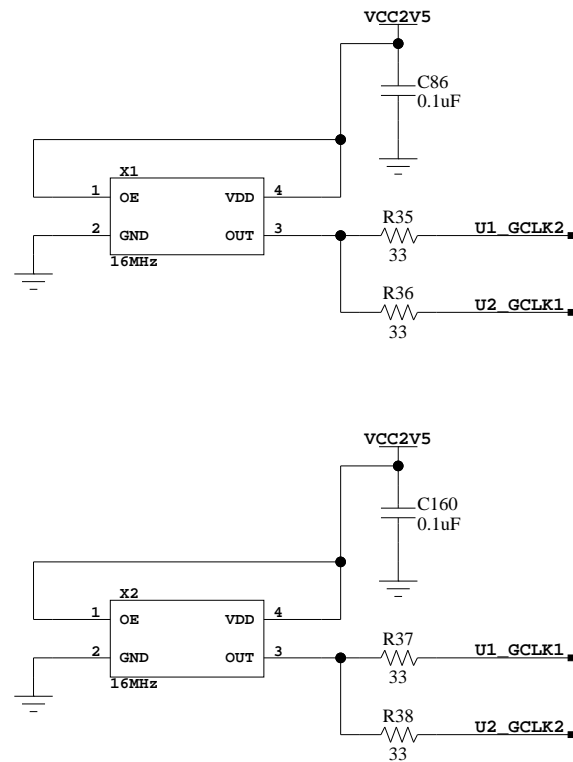 VCC2V5
C86
0.1uF
X1
1 OE VDD 4
2 GND OUT 3
16MHz
R35
33
U1_GCLK2
R36
33
U2_GCLK1
VCC2V5
C160
0.1uF
X2
1 OE VDD 4
2 GND OUT 3
16MHz
R37
33
U1_GCLK1
R38
33
U2_GCLK2